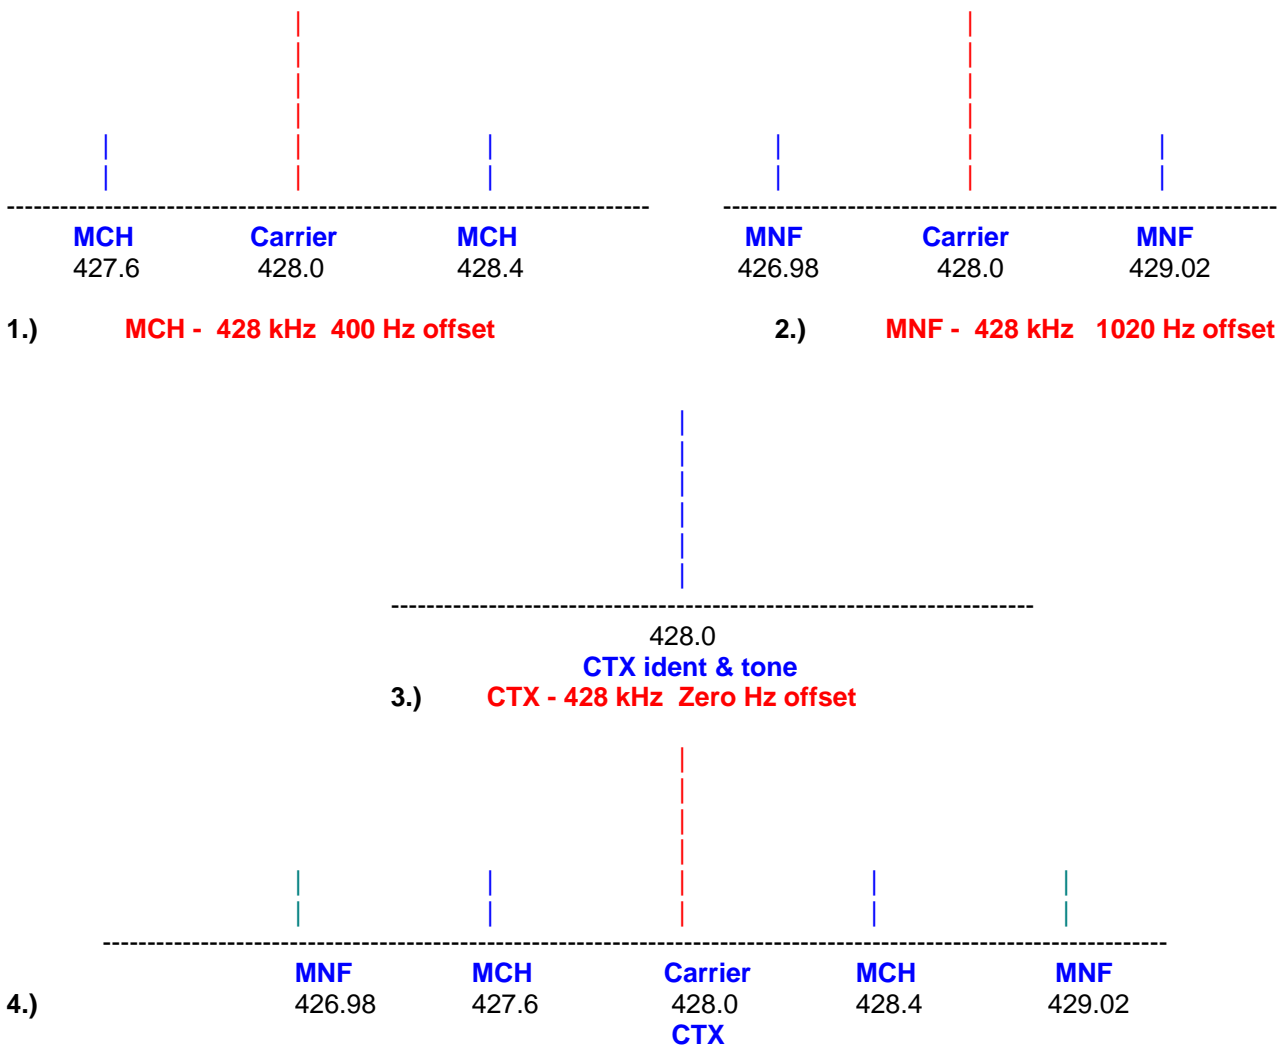 MCH Carrier MCH
427.6 428.0 428.4
1.) MCH - 428 kHz 400 Hz offset
MNF Carrier MNF
426.98 428.0 429.02
2.) MNF - 428 kHz 1020 Hz offset
428.0
CTX ident & tone
3.) CTX - 428 kHz Zero Hz offset
MNF MCH Carrier MCH MNF
4.) 426.98 427.6 428.0 428.4 429.02
CTX